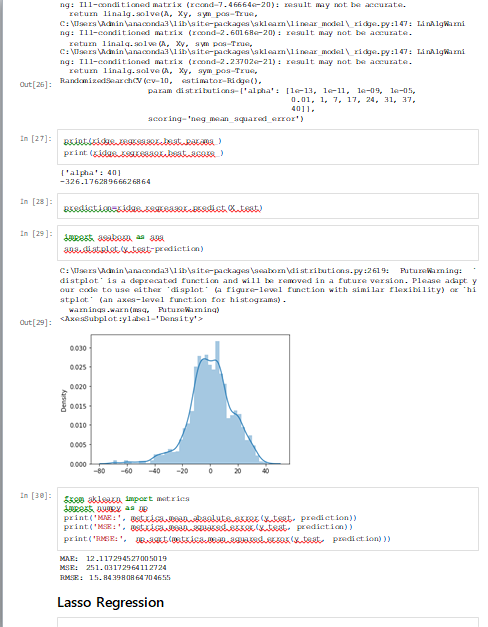 ng: Ill-conditioned matrix (rcond=7.46664e-20): result may not be accurate.
return linalg.solve(A, Xy, sym_pos=True,
C:\Users\Admin\anaconda3\lib\site-packages\sklearn\linear_model\_ridge.py:147: LinAlgWarni
ng: Ill-conditioned matrix (rcond=2.60168e-20): result may not be accurate.
return linalg.solve(A, Xy, sym_pos=True,
C:\Users\Admin\anaconda3\lib\site-packages\sklearn\linear_model\_ridge.py:147: LinAlgWarni
ng: Ill-conditioned matrix (rcond=2.23702e-21): result may not be accurate.
return linalg.solve(A, Xy, sym_pos=True,
Out[26]: RandomizedSearchCV(cv=10, estimator=Ridge(),
param_distributions={'alpha': [1e-13, 1e-11, 1e-09, 1e-05,
0.01, 1, 7, 17, 24, 31, 37,
40]},
scoring='neg_mean_squared_error')
In [27]: print(ridge_regressor.best_params_)
print(ridge_regressor.best_score_)
{'alpha': 40}
-326.17628966626864
In [28]: prediction=ridge_regressor.predict(X_test)
In [29]: import seaborn as sns
sns.distplot(y_test-prediction)
C:\Users\Admin\anaconda3\lib\site-packages\seaborn\distributions.py:2619: FutureWarning: `
distplot` is a deprecated function and will be removed in a future version. Please adapt y
our code to use either `displot` (a figure-level function with similar flexibility) or `hi
stplot` (an axes-level function for histograms).
warnings.warn(msg, FutureWarning)
Out[29]: <AxesSubplot:ylabel='Density'>
0.030
0.025
0.020
0.015
0.010
0.005
0.000
Density
-80 -60 -40 -20 0 20 40
In [30]: from sklearn import metrics
import numpy as np
print('MAE:', metrics.mean_absolute_error(y_test, prediction))
print('MSE:', metrics.mean_squared_error(y_test, prediction))
print('RMSE:', np.sqrt(metrics.mean_squared_error(y_test, prediction)))
MAE: 12.117294527005019
MSE: 251.03172964112724
RMSE: 15.843980864704655
Lasso Regression